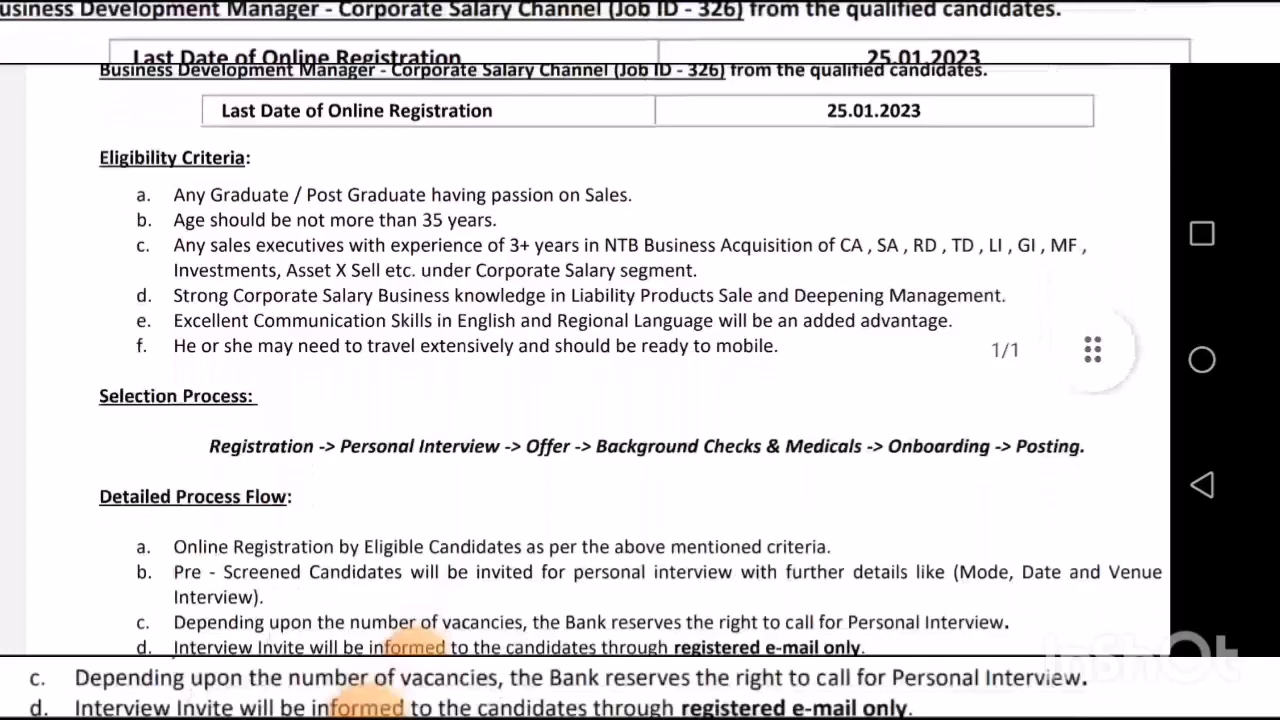 usiness Development Manager - Corporate Salary Channel (Job ID - 326) from the qualified candidates.
Last Date of Online Registration 25.01.2023
Business Development Manager - Corporate Salary Channel (Job ID - 326) from the qualified candidates.
Last Date of Online Registration 25.01.2023
Eligibility Criteria:
a. Any Graduate / Post Graduate having passion on Sales.
b. Age should be not more than 35 years.
c. Any sales executives with experience of 3+ years in NTB Business Acquisition of CA , SA , RD , TD , LI , GI , MF ,
Investments, Asset X Sell etc. under Corporate Salary segment.
d. Strong Corporate Salary Business knowledge in Liability Products Sale and Deepening Management.
e. Excellent Communication Skills in English and Regional Language will be an added advantage.
f. He or she may need to travel extensively and should be ready to mobile.
1/1
Selection Process:
Registration -> Personal Interview -> Offer -> Background Checks & Medicals -> Onboarding -> Posting.
Detailed Process Flow:
a. Online Registration by Eligible Candidates as per the above mentioned criteria.
b. Pre - Screened Candidates will be invited for personal interview with further details like (Mode, Date and Venue
Interview).
c. Depending upon the number of vacancies, the Bank reserves the right to call for Personal Interview.
d. Interview Invite will be informed to the candidates through registered e-mail only.
InShOt
c. Depending upon the number of vacancies, the Bank reserves the right to call for Personal Interview.
d. Interview Invite will be informed to the candidates through registered e-mail only.